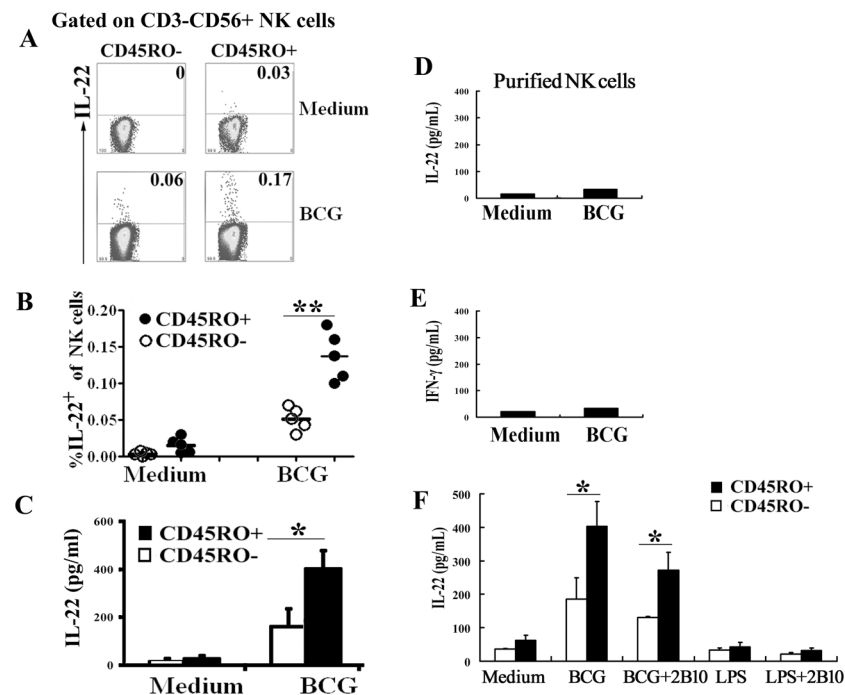 Gated on CD3-CD56+ NK cells
A
CD45RO- CD45RO+
IL-22
0 0.03
Medium
0.06 0.17
BCG
B
%IL-22+ of NK cells
0.20
0.15
0.10
0.05
0.00
CD45RO+
CD45RO-
**
Medium BCG
C
IL-22 (pg/ml)
600
400
200
0
CD45RO+
CD45RO-
*
Medium BCG
D
Purified NK cells
IL-22 (pg/mL)
400
300
200
100
0
Medium BCG
E
IFN-γ (pg/mL)
400
300
200
100
0
Medium BCG
F
IL-22 (pg/mL)
500
400
300
200
100
0
CD45RO+
CD45RO-
*
*
Medium BCG BCG+2B10 LPS LPS+2B10